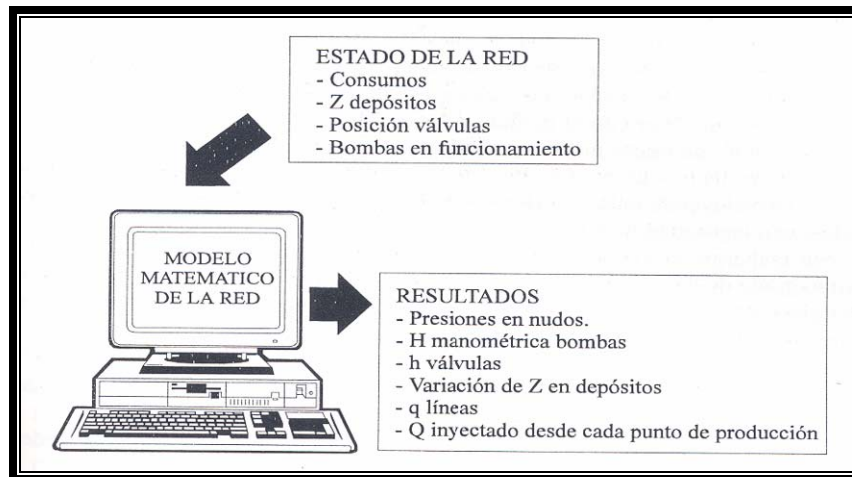 ESTADO DE LA RED
- Consumos
- Z depósitos
- Posición válvulas
- Bombas en funcionamiento
MODELO
MATEMATICO
DE LA RED
RESULTADOS
- Presiones en nudos.
- H manométrica bombas
- h válvulas
- Variación de Z en depósitos
- q líneas
- Q inyectado desde cada punto de producción